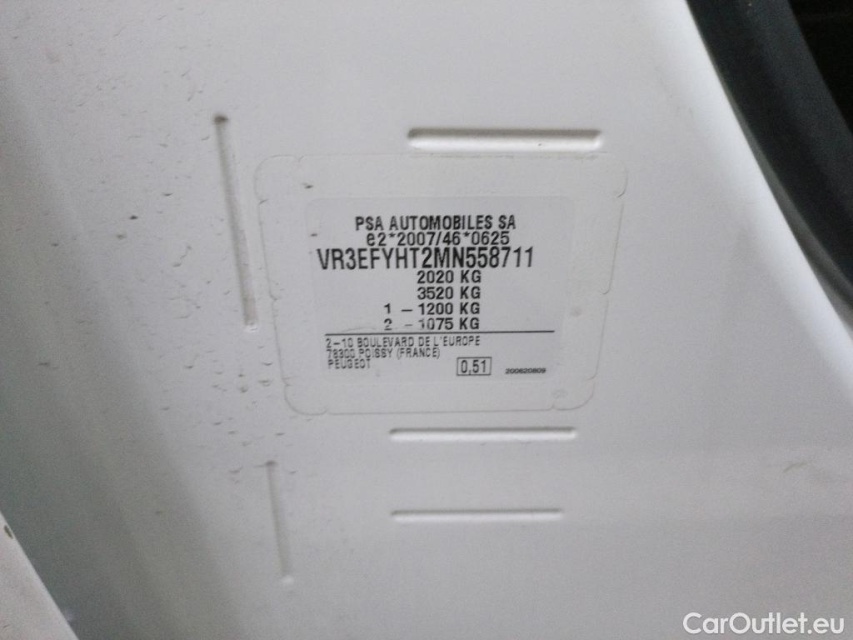 PSA AUTOMOBILES SA
e2*2007/46*0625
VR3EFYHT2MN558711
2020 KG
3520 KG
1 - 1200 KG
2 - 1075 KG
2-10 BOULEVARD DE L'EUROPE
78300 POISSY (FRANCE)
PEUGEOT
0,51
200620809
CarOutlet.eu